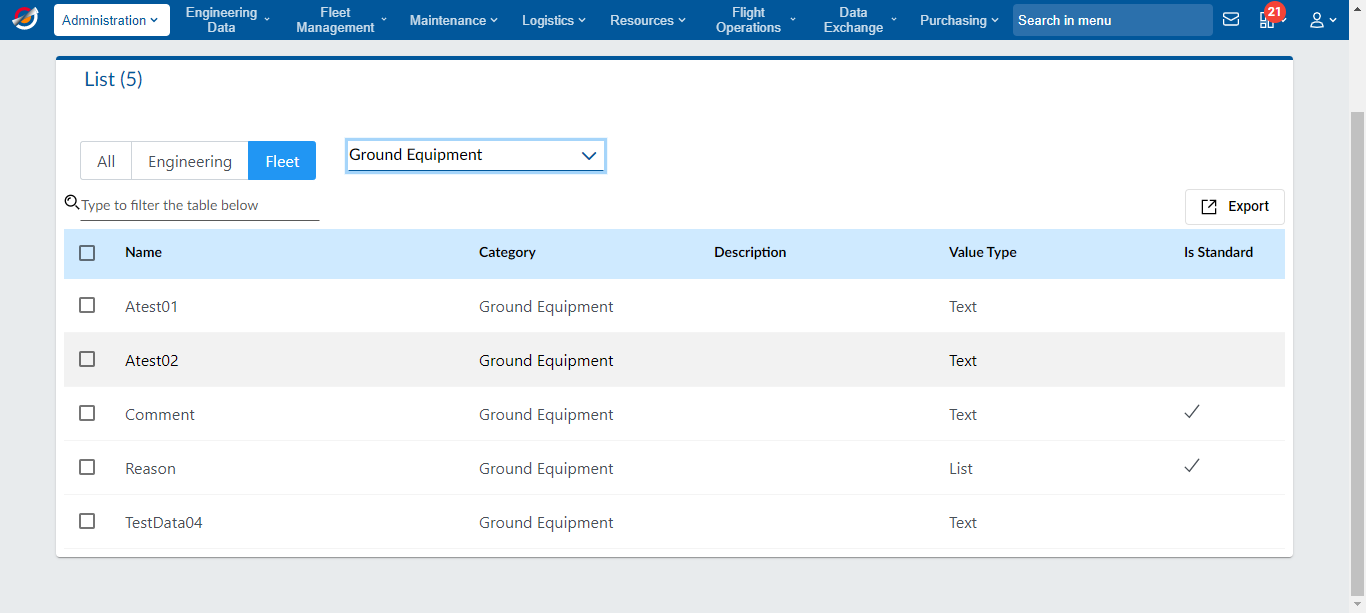 Administration
Engineering Data
Fleet Management
Maintenance
Logistics
Resources
Flight Operations
Data Exchange
Purchasing
Search in menu
21
List (5)
All
Engineering
Fleet
Ground Equipment
Type to filter the table below
Export
Name Category Description Value Type Is Standard
Atest01 Ground Equipment Text
Atest02 Ground Equipment Text
Comment Ground Equipment Text
Reason Ground Equipment List
TestData04 Ground Equipment Text